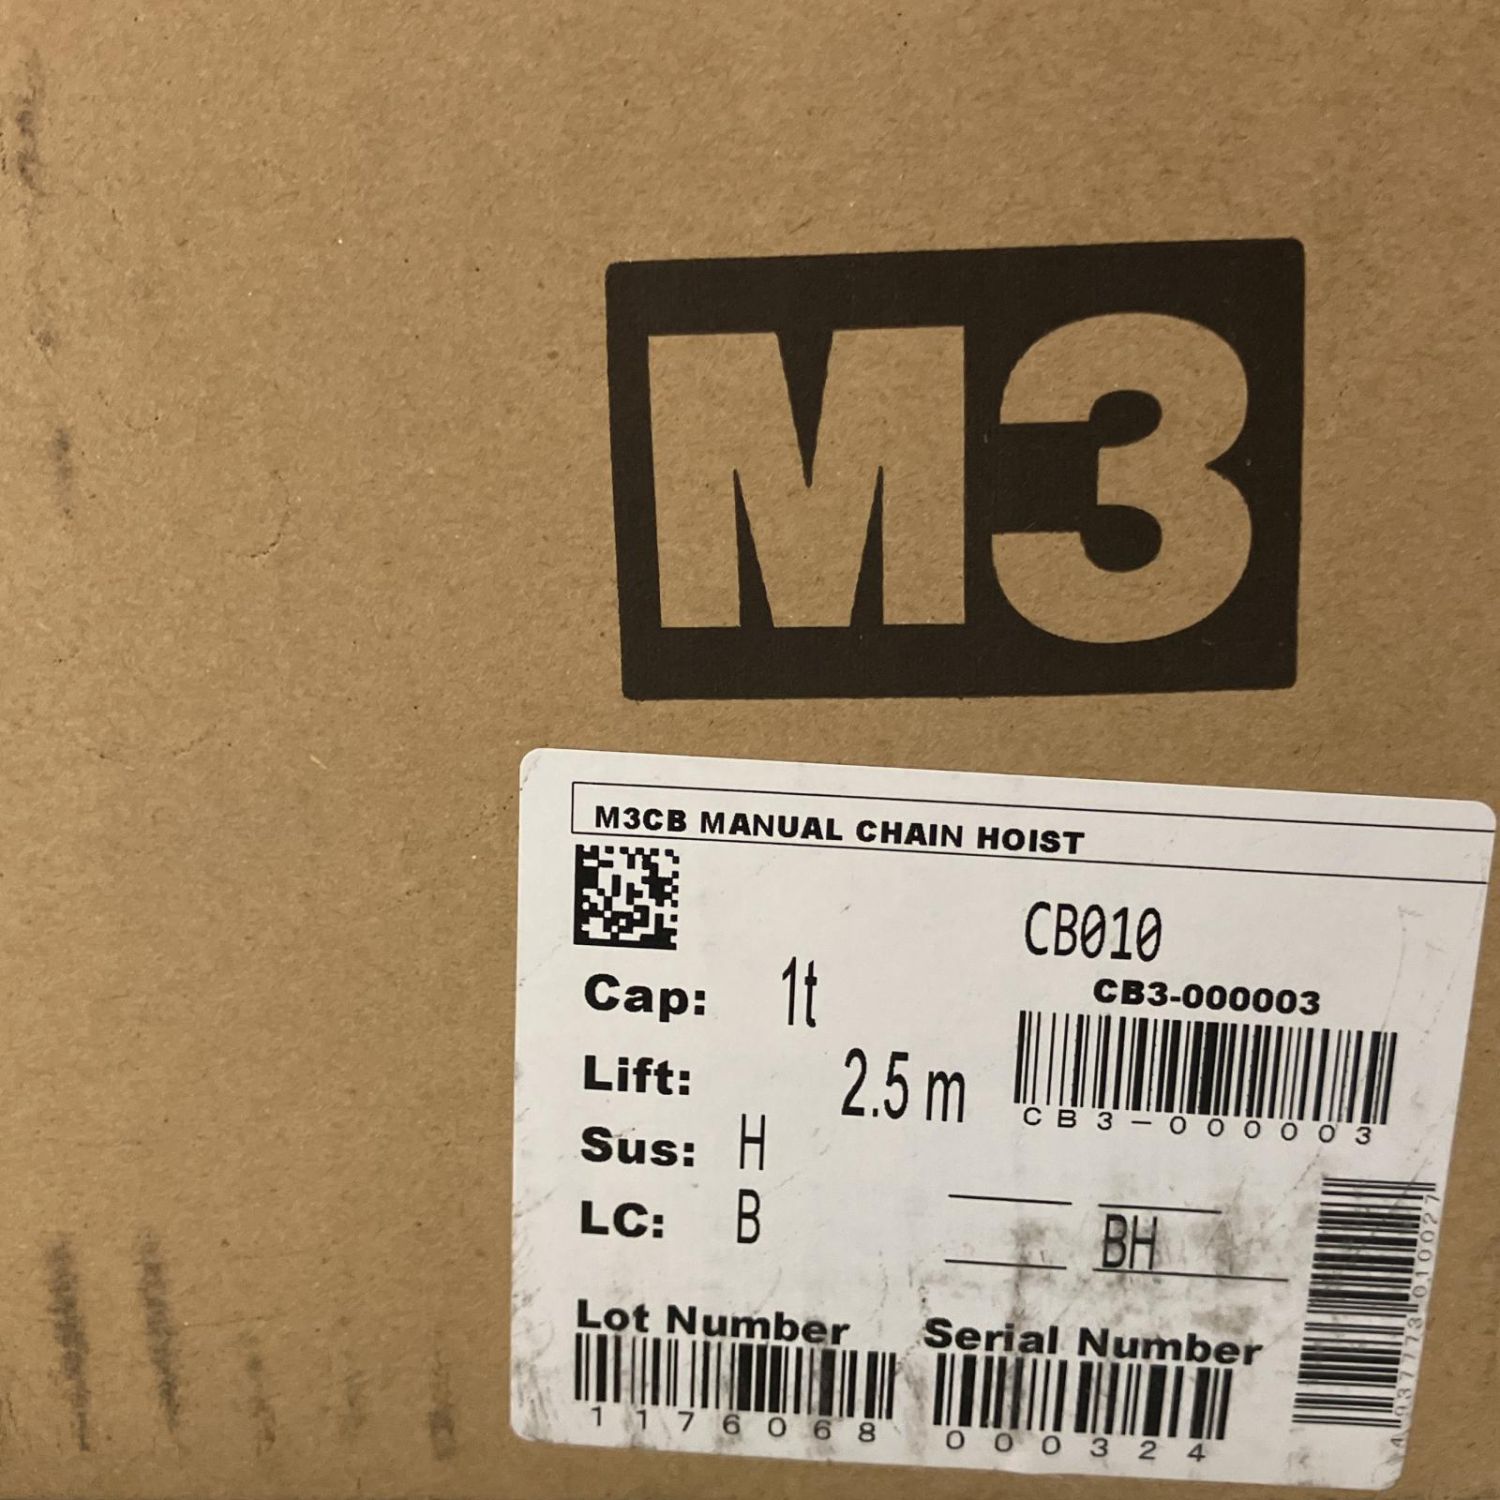 M3
M3CB MANUAL CHAIN HOIST
CB010
CB3-000003
Cap: 1t
Lift: 2.5 m
CB3-000003
Sus: H
LC: B
BH
Lot Number
Serial Number
1176068
000324